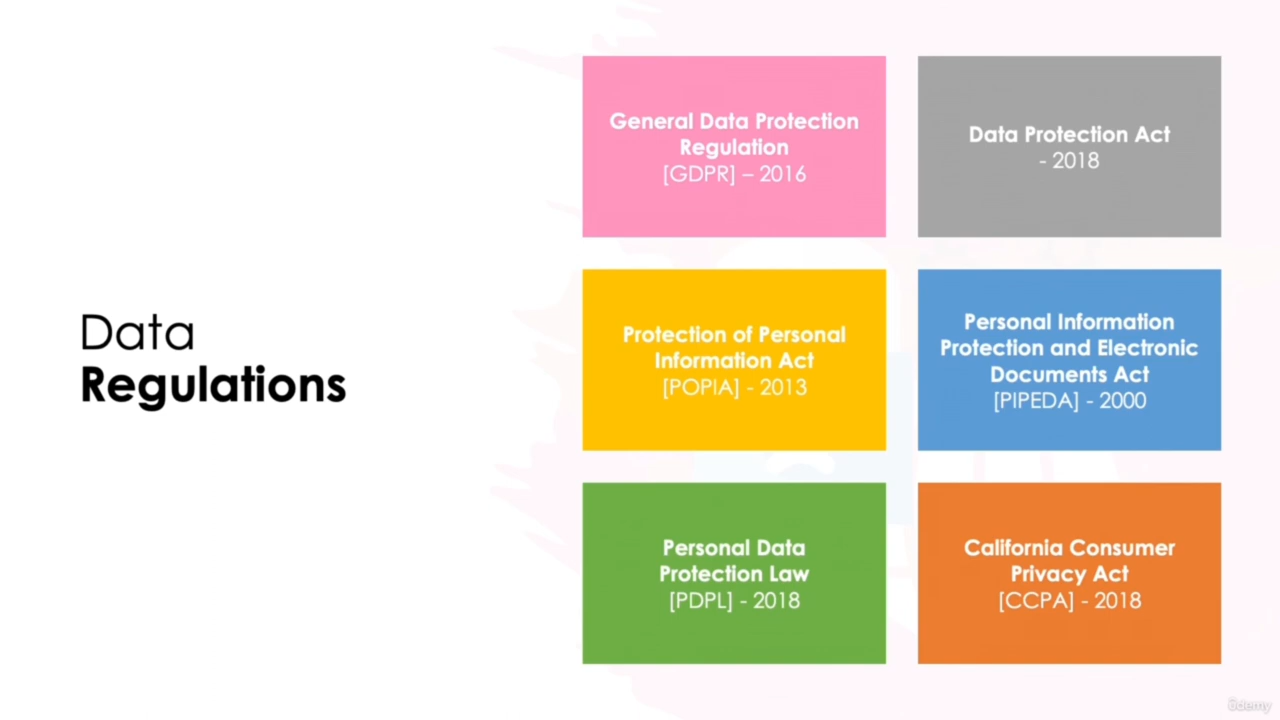 Data
Regulations
General Data Protection
Regulation
[GDPR] – 2016
Data Protection Act
- 2018
Protection of Personal
Information Act
[POPIA] - 2013
Personal Information
Protection and Electronic
Documents Act
[PIPEDA] - 2000
Personal Data
Protection Law
[PDPL] - 2018
California Consumer
Privacy Act
[CCPA] - 2018
ûdemy